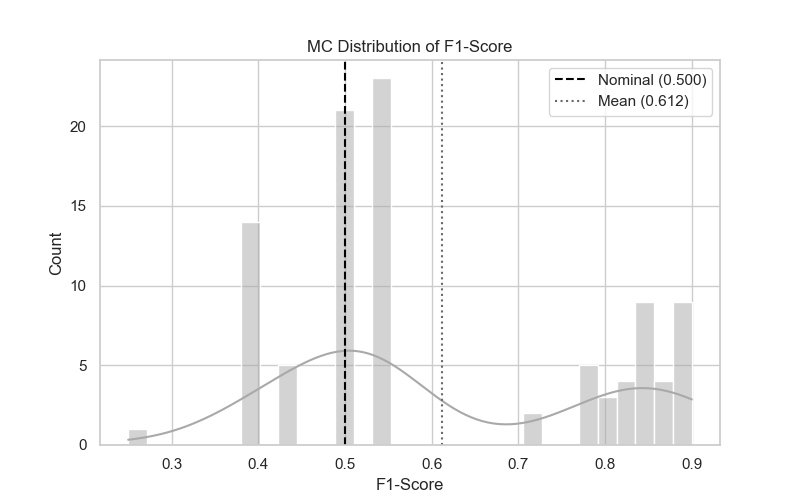 MC Distribution of F1-Score
Nominal (0.500)
Mean (0.612)
Count
20
15
10
5
0
0.3 0.4 0.5 0.6 0.7 0.8 0.9
F1-Score